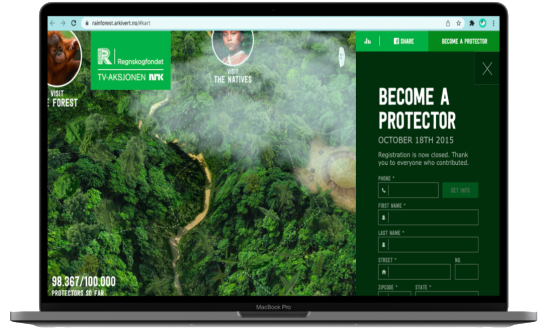 rainforest.arkivert.no/#kart
SHARE
BECOME A PROTECTOR
Regnskogfondet
TV-AKSJONEN NRK
VISIT
E FOREST
VISIT
THE NATIVES
BECOME A
PROTECTOR
OCTOBER 18TH 2015
Registration is now closed. Thank
you to everyone who contributed.
PHONE *
GET INFO
FIRST NAME *
LAST NAME *
STREET *
NO
ZIPCODE *
STATE *
98.367/100.000
PROTECTORS SO FAR
MacBook Pro